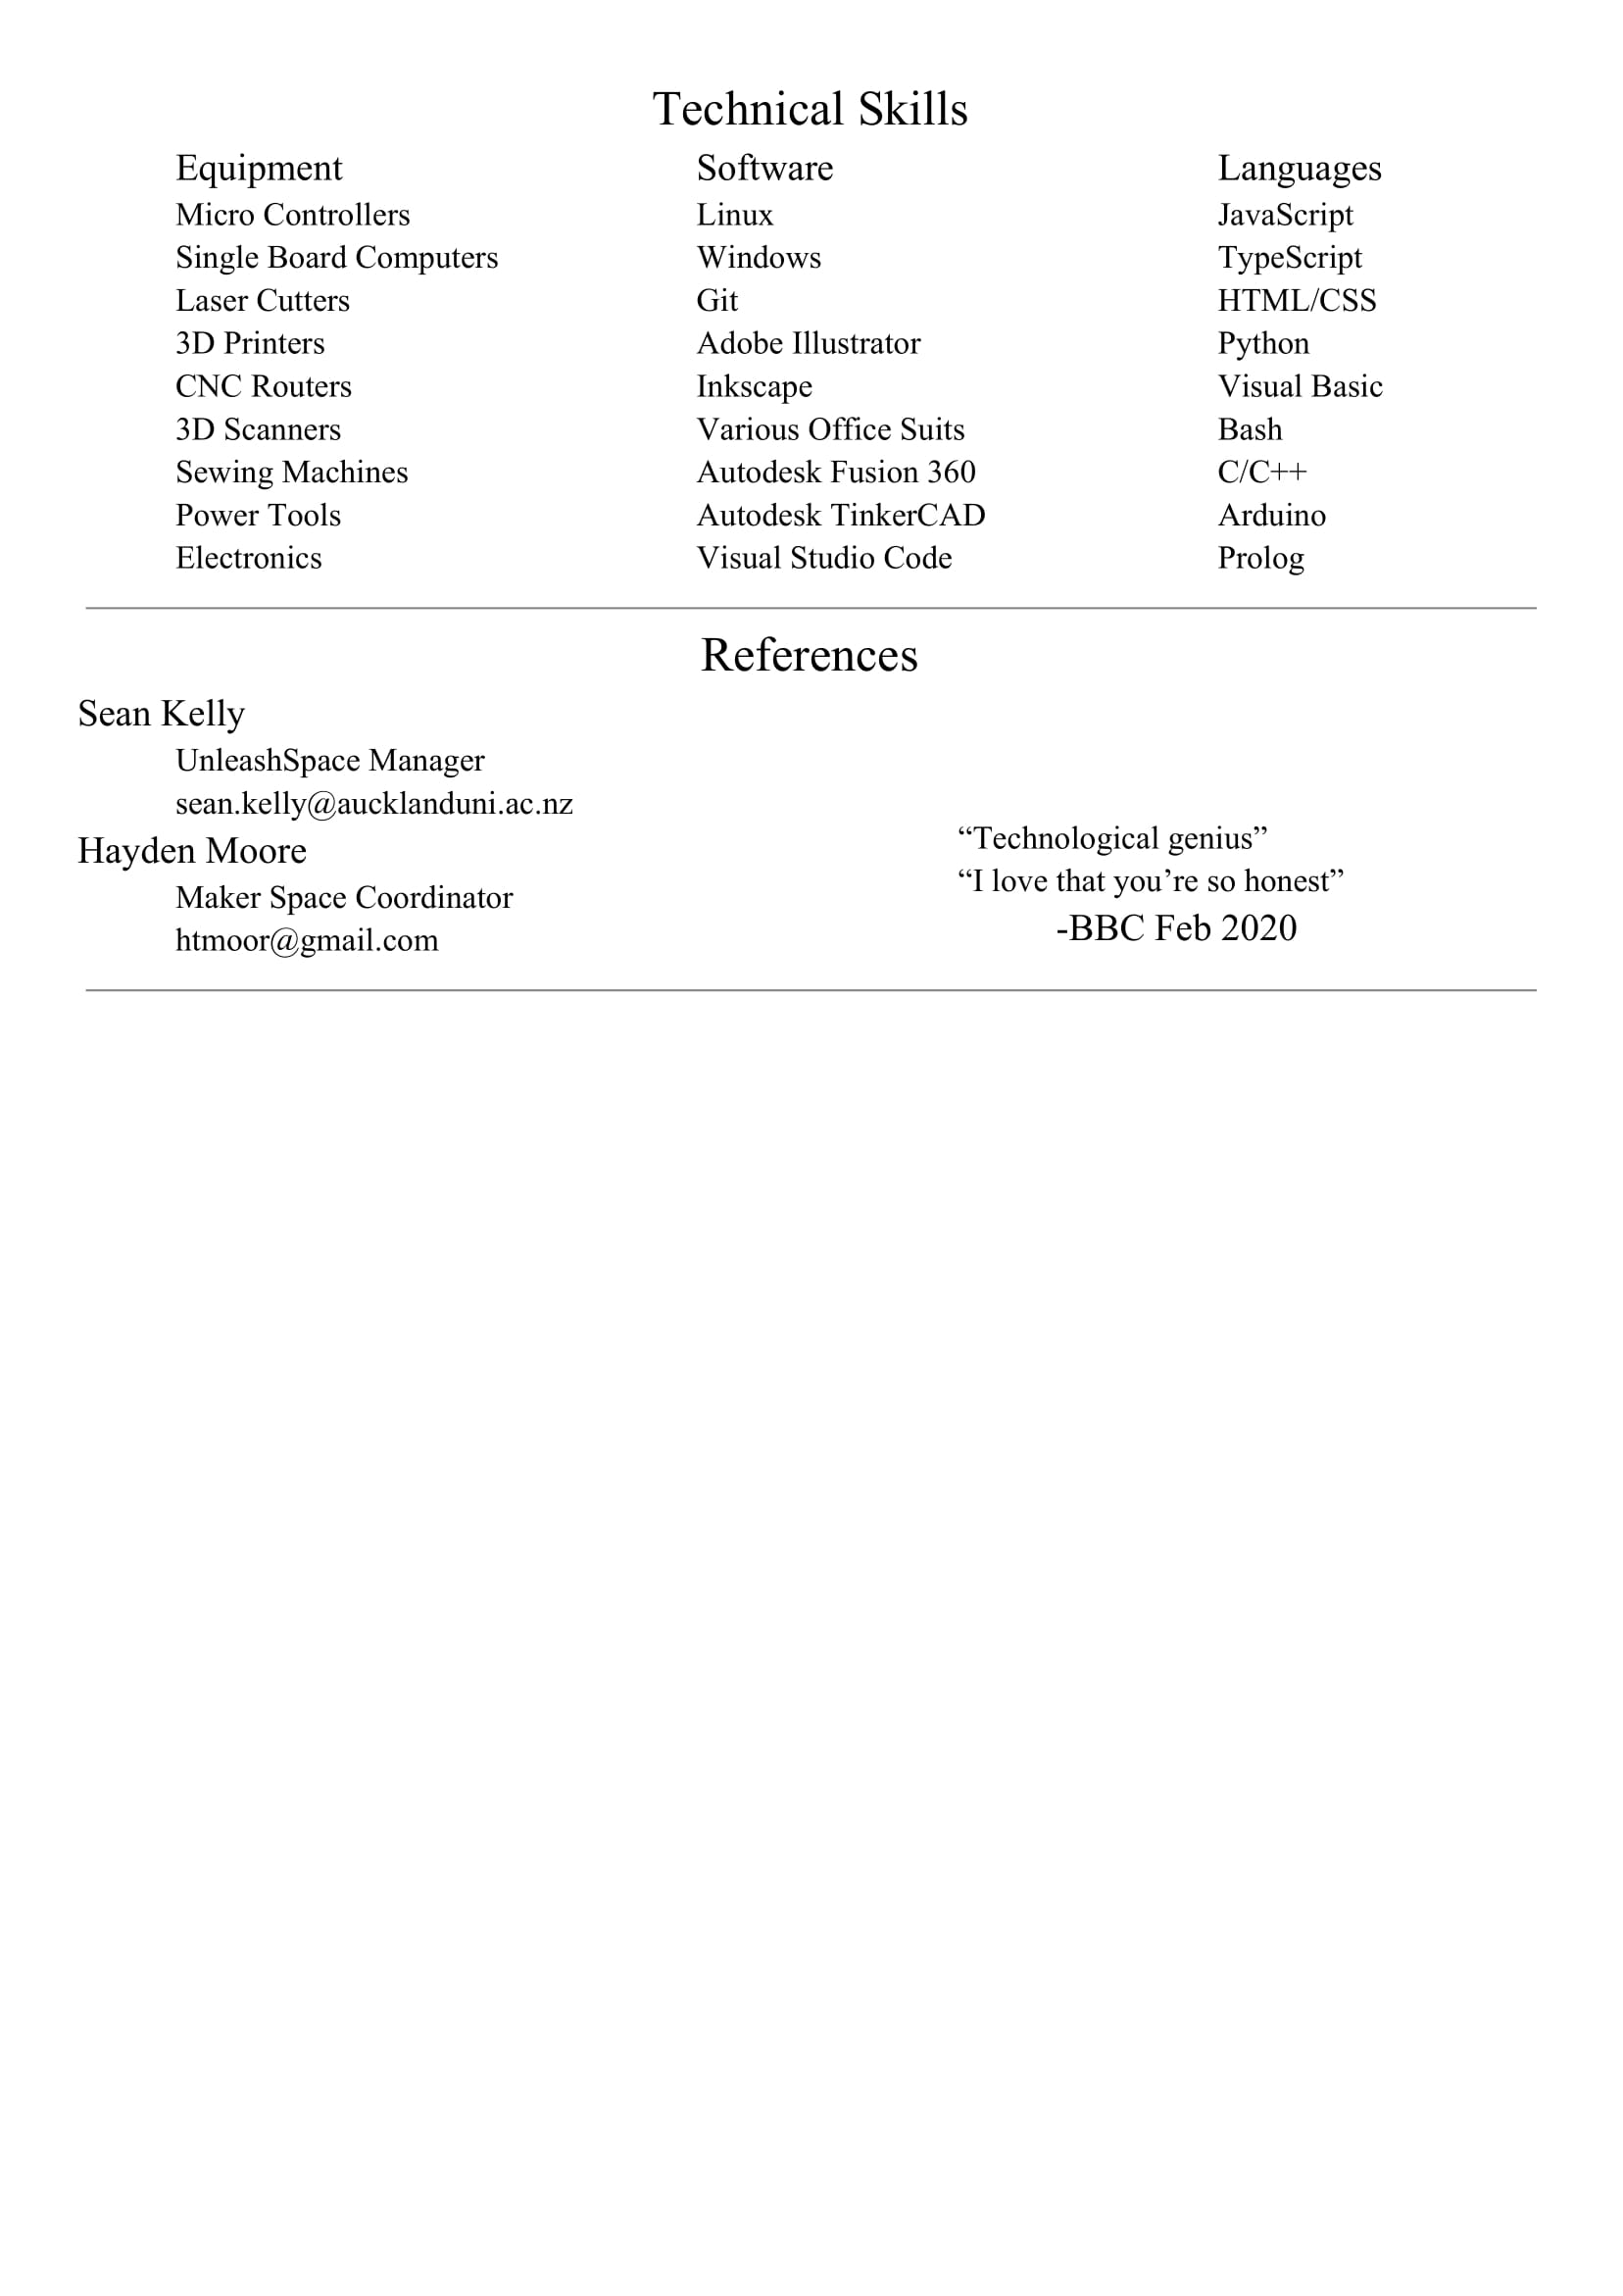 Technical Skills
Equipment
Micro Controllers
Single Board Computers
Laser Cutters
3D Printers
CNC Routers
3D Scanners
Sewing Machines
Power Tools
Electronics
Software
Linux
Windows
Git
Adobe Illustrator
Inkscape
Various Office Suits
Autodesk Fusion 360
Autodesk TinkerCAD
Visual Studio Code
Languages
JavaScript
TypeScript
HTML/CSS
Python
Visual Basic
Bash
C/C++
Arduino
Prolog
References
Sean Kelly
UnleashSpace Manager
sean.kelly@aucklanduni.ac.nz
Hayden Moore
Maker Space Coordinator
htmoor@gmail.com
“Technological genius”
“I love that you’re so honest”
-BBC Feb 2020